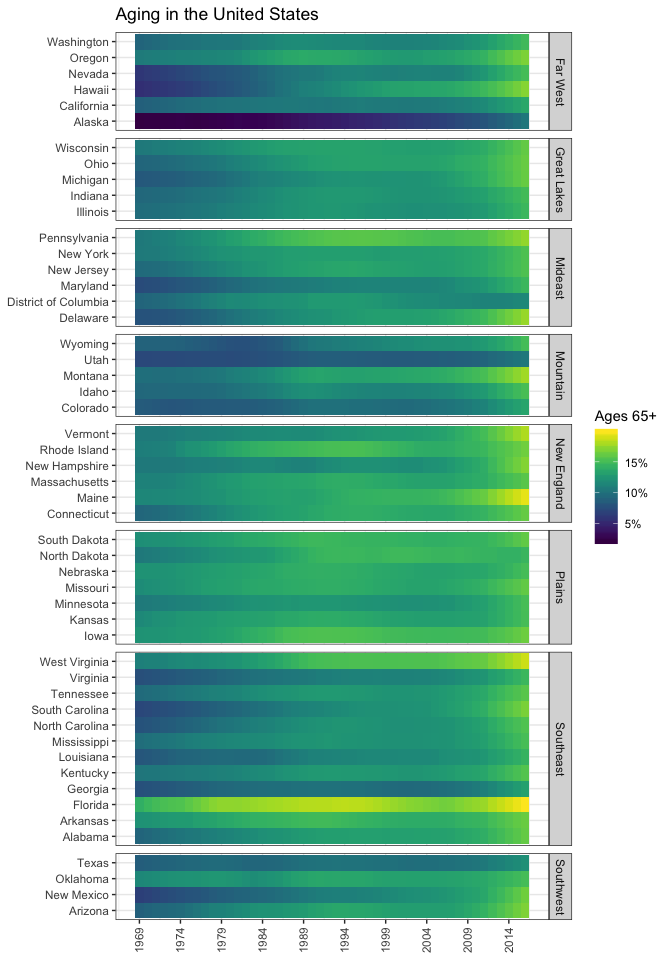 Aging in the United States
Washington
Oregon
Nevada
Hawaii
California
Alaska
Far West
Wisconsin
Ohio
Michigan
Indiana
Illinois
Great Lakes
Pennsylvania
New York
New Jersey
Maryland
District of Columbia
Delaware
Mideast
Wyoming
Utah
Montana
Idaho
Colorado
Mountain
Vermont
Rhode Island
New Hampshire
Massachusetts
Maine
Connecticut
New England
South Dakota
North Dakota
Nebraska
Missouri
Minnesota
Kansas
Iowa
Plains
West Virginia
Virginia
Tennessee
South Carolina
North Carolina
Mississippi
Louisiana
Kentucky
Georgia
Florida
Arkansas
Alabama
Southeast
Texas
Oklahoma
New Mexico
Arizona
Southwest
1969 1974 1979 1984 1989 1994 1999 2004 2009 2014
Ages 65+
15%
10%
5%